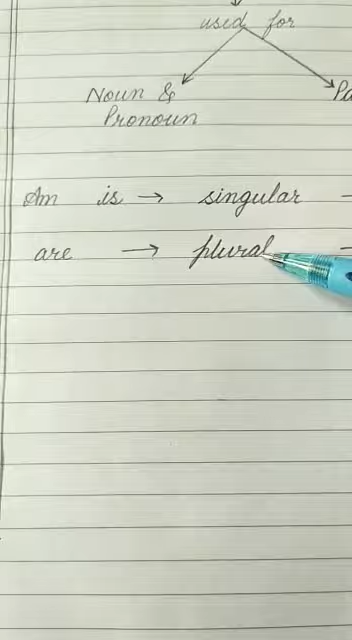 used for
Noun &
Pronoun
Am is → singular
are → plural